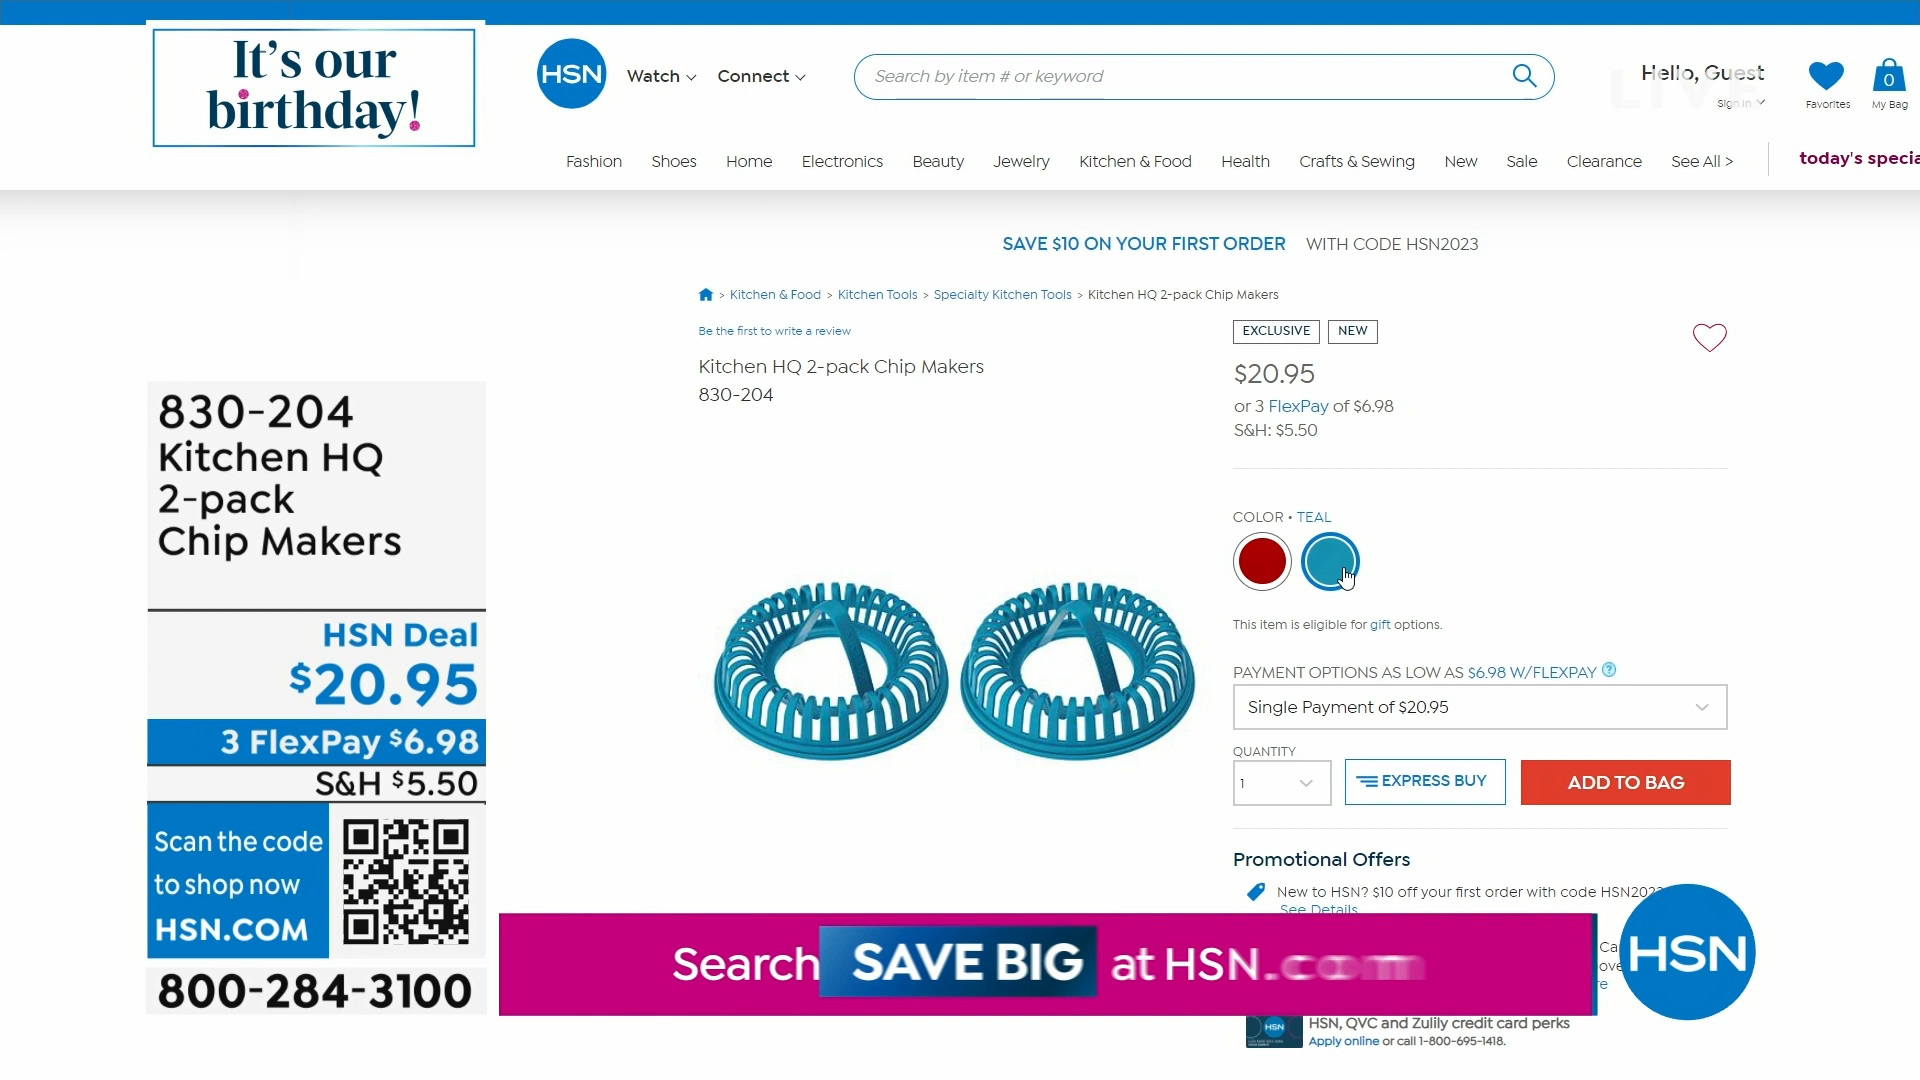 It's our
birthday!
HSN
Watch
Connect
Search by item # or keyword
LIVE
Hello, Guest
Sign In
Favorites
0
My Bag
Fashion
Shoes
Home
Electronics
Beauty
Jewelry
Kitchen & Food
Health
Crafts & Sewing
New
Sale
Clearance
See All >
today's specia
SAVE $10 ON YOUR FIRST ORDER WITH CODE HSN2023
> Kitchen & Food > Kitchen Tools > Specialty Kitchen Tools > Kitchen HQ 2-pack Chip Makers
Be the first to write a review
Kitchen HQ 2-pack Chip Makers
830-204
EXCLUSIVE
NEW
$20.95
or 3 FlexPay of $6.98
S&H: $5.50
COLOR • TEAL
This item is eligible for gift options.
PAYMENT OPTIONS AS LOW AS $6.98 W/FLEXPAY ?
Single Payment of $20.95
QUANTITY
1
EXPRESS BUY
ADD TO BAG
Promotional Offers
New to HSN? $10 off your first order with code HSN2023
See Details
HSN
HSN, QVC and Zulily credit card perks
Apply online or call 1-800-695-1418.
830-204
Kitchen HQ
2-pack
Chip Makers
HSN Deal
$20.95
3 FlexPay $6.98
S&H $5.50
Scan the code
to shop now
HSN.COM
800-284-3100
Search SAVE BIG at HSN.com
HSN